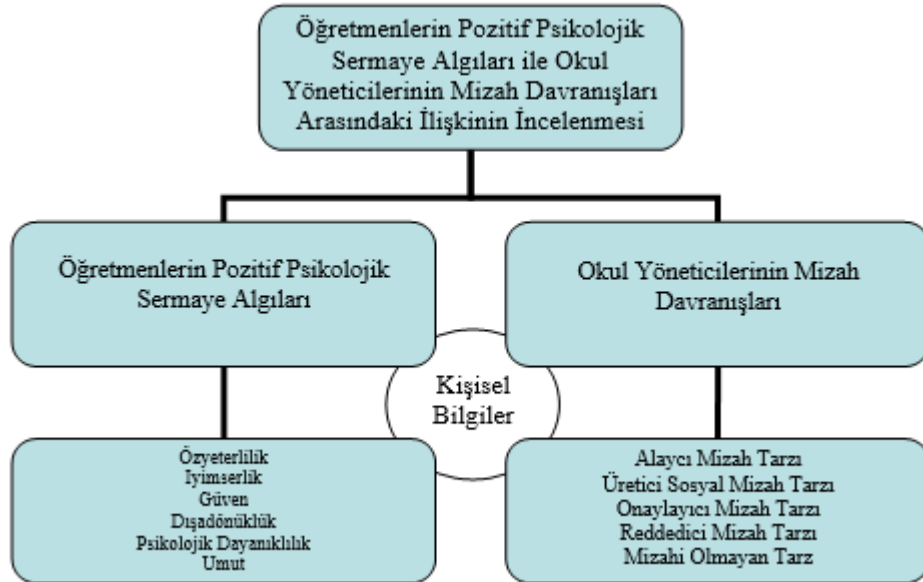 Öğretmenlerin Pozitif Psikolojik
Sermaye Algıları ile Okul
Yöneticilerinin Mizah Davranışları
Arasındaki İlişkinin İncelenmesi
Öğretmenlerin Pozitif Psikolojik
Sermaye Algıları
Okul Yöneticilerinin Mizah
Davranışları
Kişisel
Bilgiler
Özyeterlilik
Iyimserlik
Güven
Dışadönüklük
Psikolojik Dayanıklılık
Umut
Alaycı Mizah Tarzı
Üretici Sosyal Mizah Tarzı
Onaylayıcı Mizah Tarzı
Reddedici Mizah Tarzı
Mizahi Olmayan Tarz